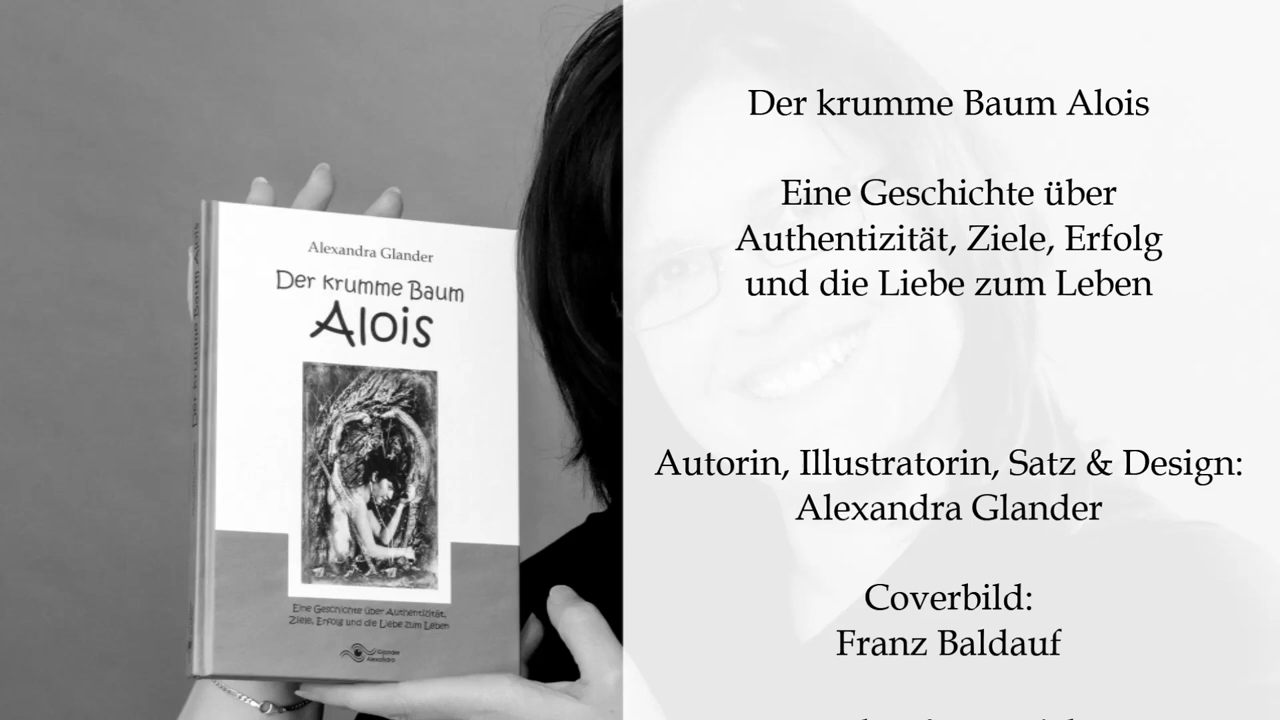 Alexandra Glander
Der krumme Baum
Alois
Eine Geschichte über Authentizität,
Ziele, Erfolg und die Liebe zum Leben
Der krumme Baum Alois
Der krumme Baum Alois
Eine Geschichte über
Authentizität, Ziele, Erfolg
und die Liebe zum Leben
Autorin, Illustratorin, Satz & Design:
Alexandra Glander
Coverbild:
Franz Baldauf